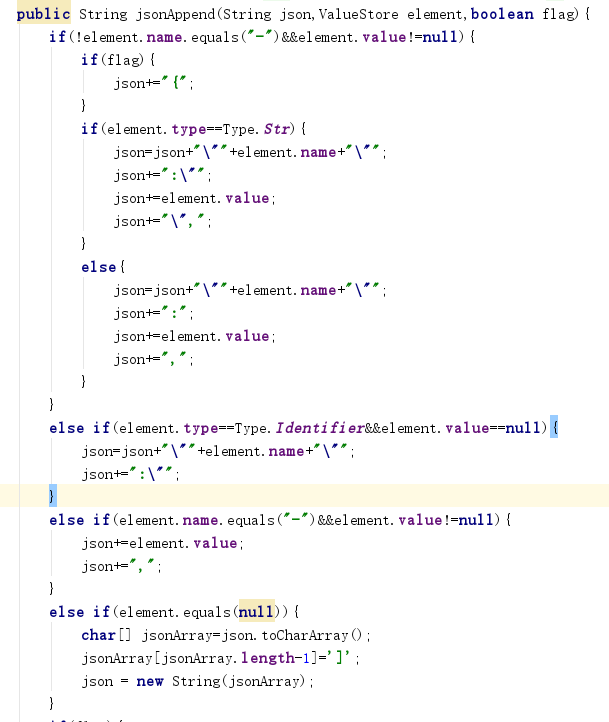 public String jsonAppend(String json,ValueStore element,boolean flag){
if(!element.name.equals("-")&&element.value!=null){
if(flag){
json+="{";
}
if(element.type==Type.Str){
json=json+"\""+element.name+"\"";
json+=":\"";
json+=element.value;
json+="\",";
}
else{
json=json+"\""+element.name+"\"";
json+=":";
json+=element.value;
json+=",";
}
}
else if(element.type==Type.Identifier&&element.value==null){
json=json+"\""+element.name+"\"";
json+=":\"";
}
else if(element.name.equals("-")&&element.value!=null){
json+=element.value;
json+=",";
}
else if(element.equals(null)){
char[] jsonArray=json.toCharArray();
jsonArray[jsonArray.length-1]=']';
json = new String(jsonArray);
}